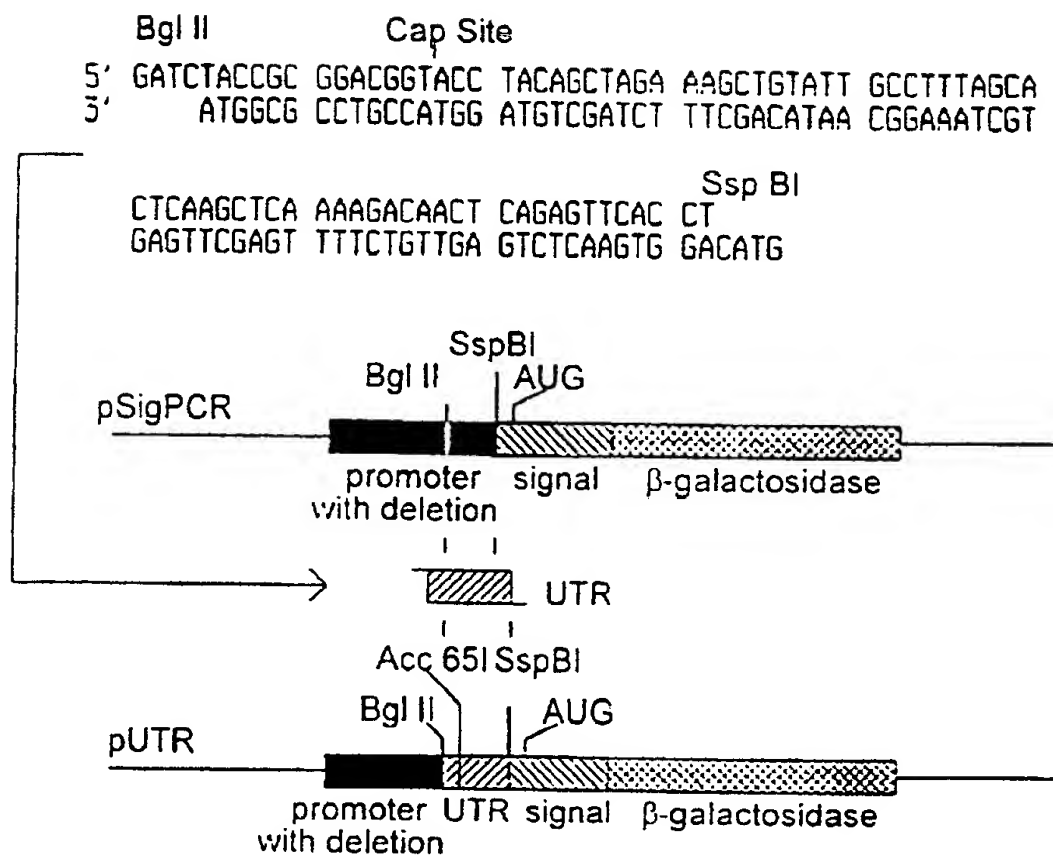 Bgl II Cap Site
5' GATCTACCGC GGACGGTACC TACAGCTAGA AAGCTGTATT GCCTTTAGCA
3' ATGGCG CCTGCCATGG ATGTCGATCT TTCGACATAA CGGAAATCGT
Ssp BI
CTCAAGCTCA AAAGACAACT CAGAGTTCAC CT
GAGTTCGAGT TTTCTGTTGA GTCTCAAGTG GACATG
SspBI
Bgl II AUG
pSigPCR
promoter signal β-galactosidase
with deletion
UTR
Acc 65I SspBI
Bgl II AUG
pUTR
promoter UTR signal β-galactosidase
with deletion